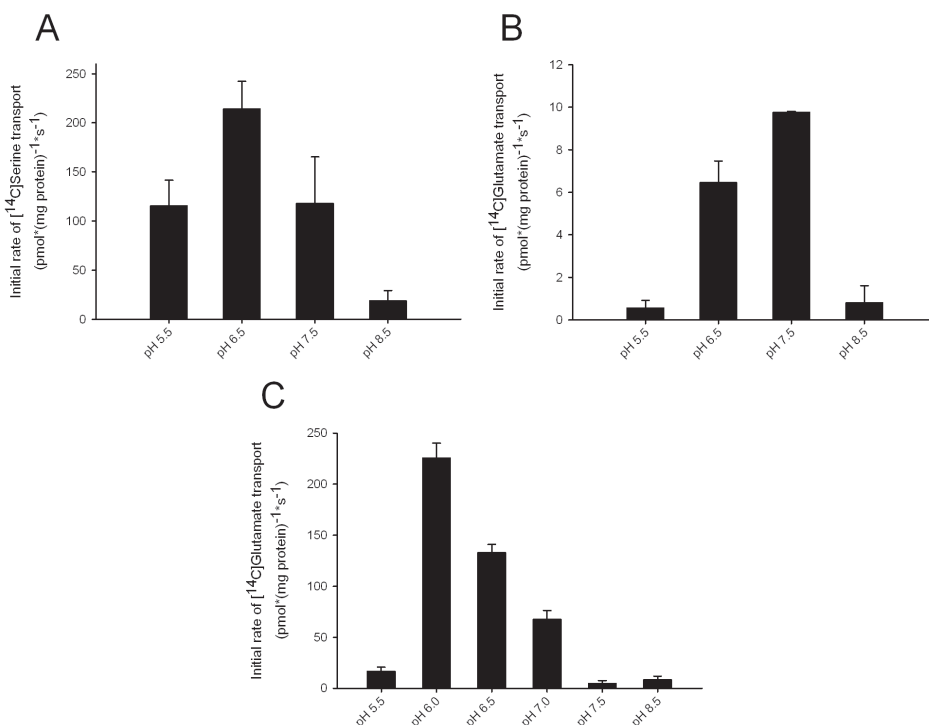 A
Initial rate of [14C]Serine transport
(pmol*(mg protein)-1*s-1)
250
200
150
100
50
0
pH 5.5
pH 6.5
pH 7.5
pH 8.5
B
Initial rate of [14C]Glutamate transport
(pmol*(mg protein)-1*s-1)
12
10
8
6
4
2
0
pH 5.5
pH 6.5
pH 7.5
pH 8.5
C
Initial rate of [14C]Glutamate transport
(pmol*(mg protein)-1*s-1)
250
200
150
100
50
0
pH 5.5
pH 6.0
pH 6.5
pH 7.0
pH 7.5
pH 8.5